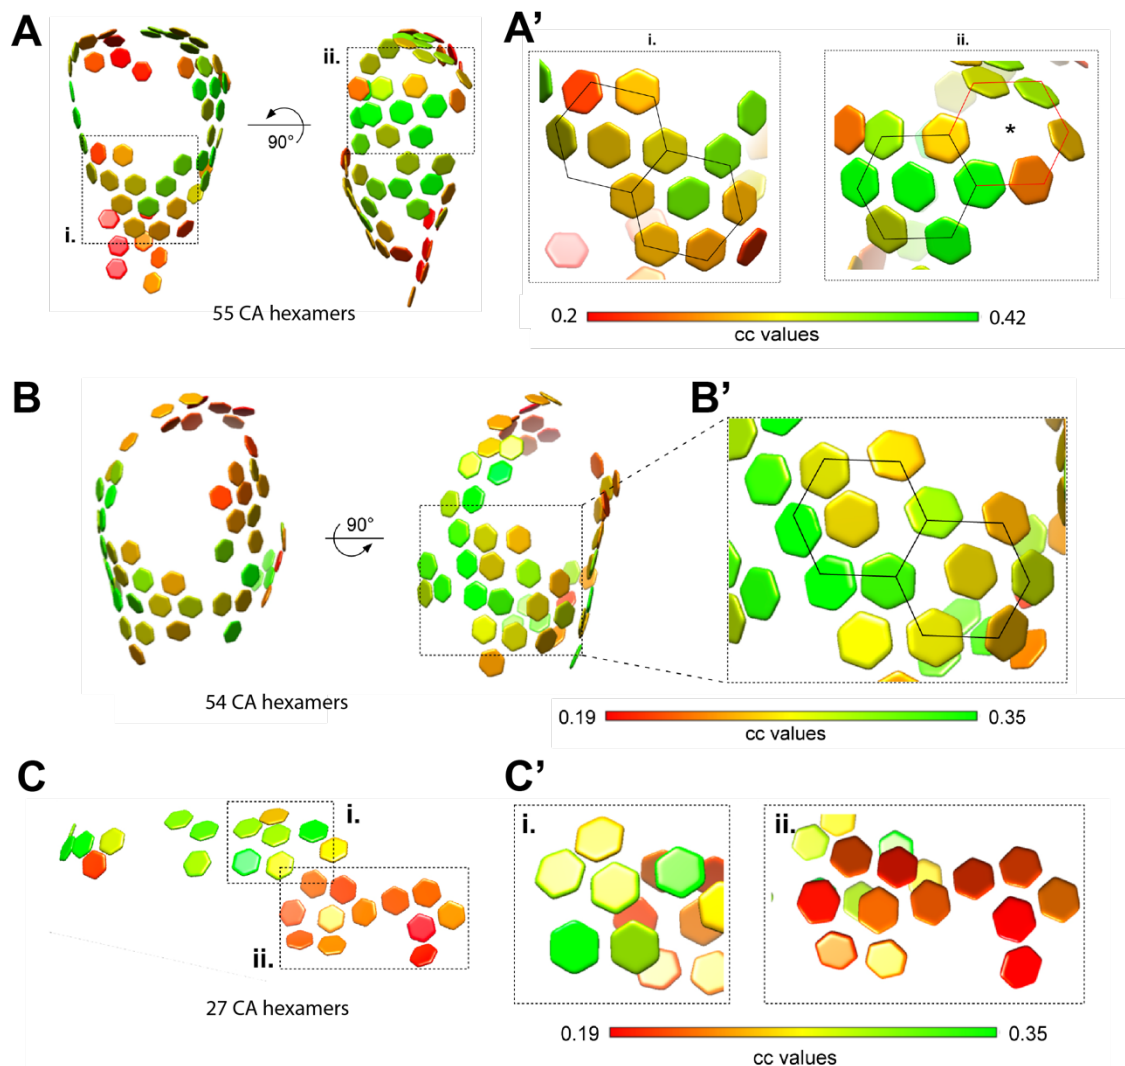 A
ii.
90°
i.
55 CA hexamers
A'
i.
ii.
*
0.2
0.42
cc values
B
90°
54 CA hexamers
B'
0.19
0.35
cc values
C
i.
ii.
27 CA hexamers
C'
i.
ii.
0.19
0.35
cc values